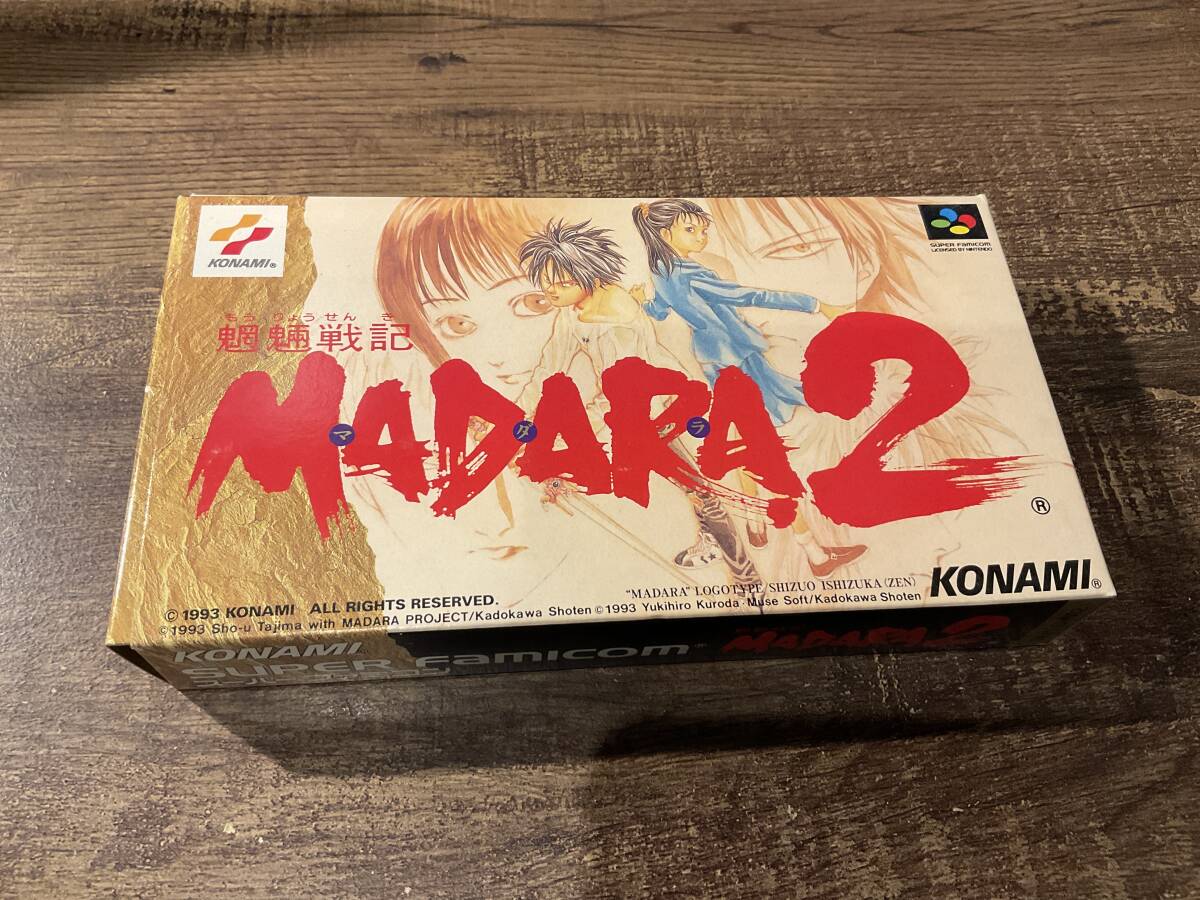 KONAMI®
SUPER FAMICOM
LICENSED BY NINTENDO
もう りょう せん き
魍魎戦記
MADARA2
マ ダ ラ
®
"MADARA" LOGOTYPE/SHIZUO ISHIZUKA (ZEN)
KONAMI®
© 1993 KONAMI ALL RIGHTS RESERVED.
© 1993 Sho-u Tajima with MADARA PROJECT/Kadokawa Shoten © 1993 Yukihiro Kuroda・Muse Soft/Kadokawa Shoten
KONAMI®
SUPER FAMICOM®
MADARA2